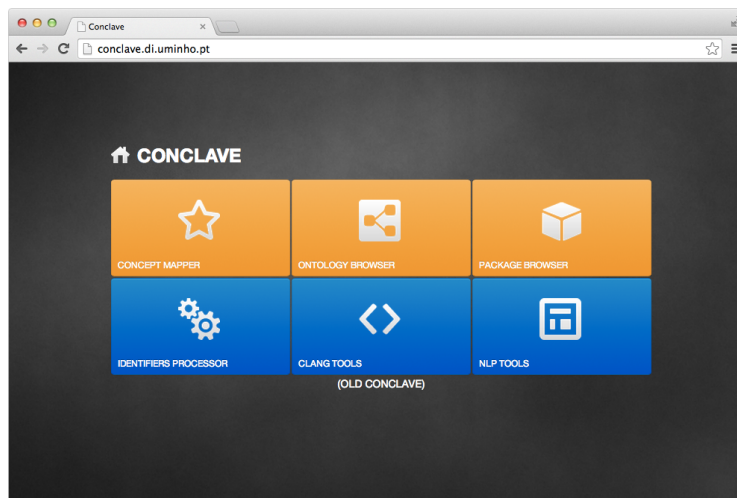 Conclave
conclave.di.uminho.pt
CONCLAVE
CONCEPT MAPPER
ONTOLOGY BROWSER
PACKAGE BROWSER
IDENTIFIERS PROCESSOR
CLANG TOOLS
NLP TOOLS
(OLD CONCLAVE)